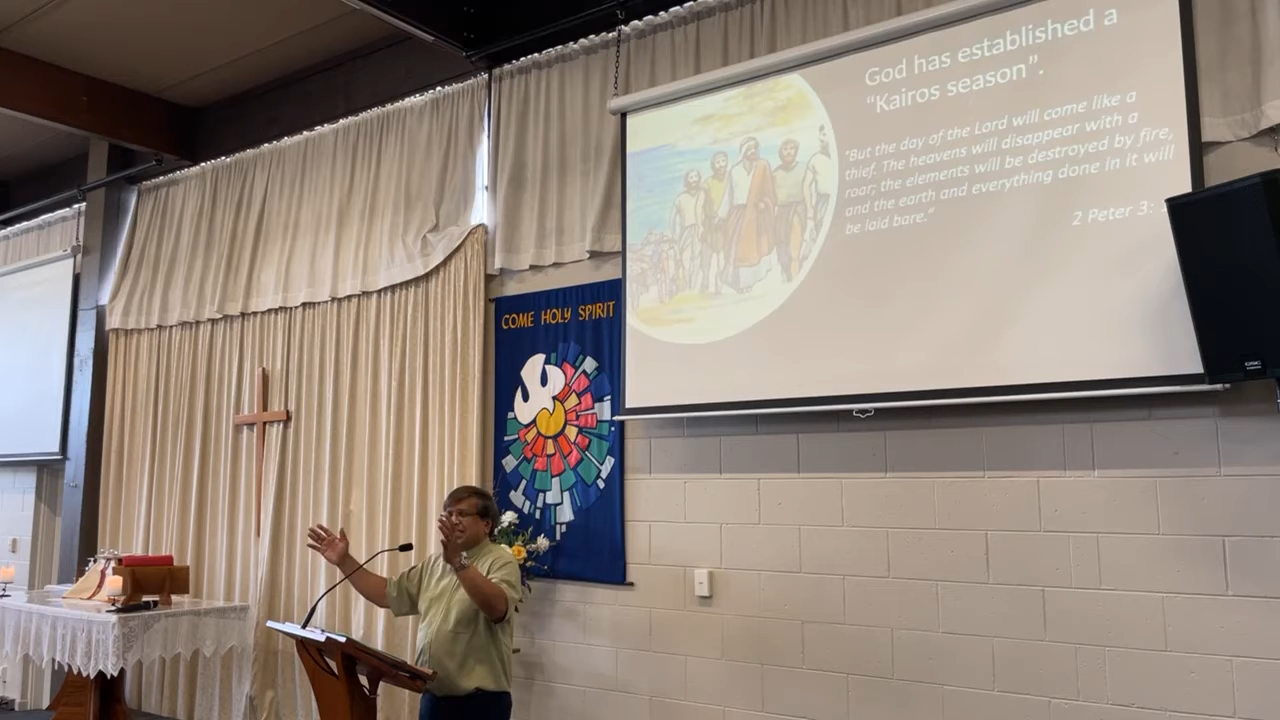 God has established a
“Kairos season”.
"But the day of the Lord will come like a
thief. The heavens will disappear with a
roar; the elements will be destroyed by fire,
and the earth and everything done in it will
be laid bare.”
2 Peter 3:
COME HOLY SPIRIT